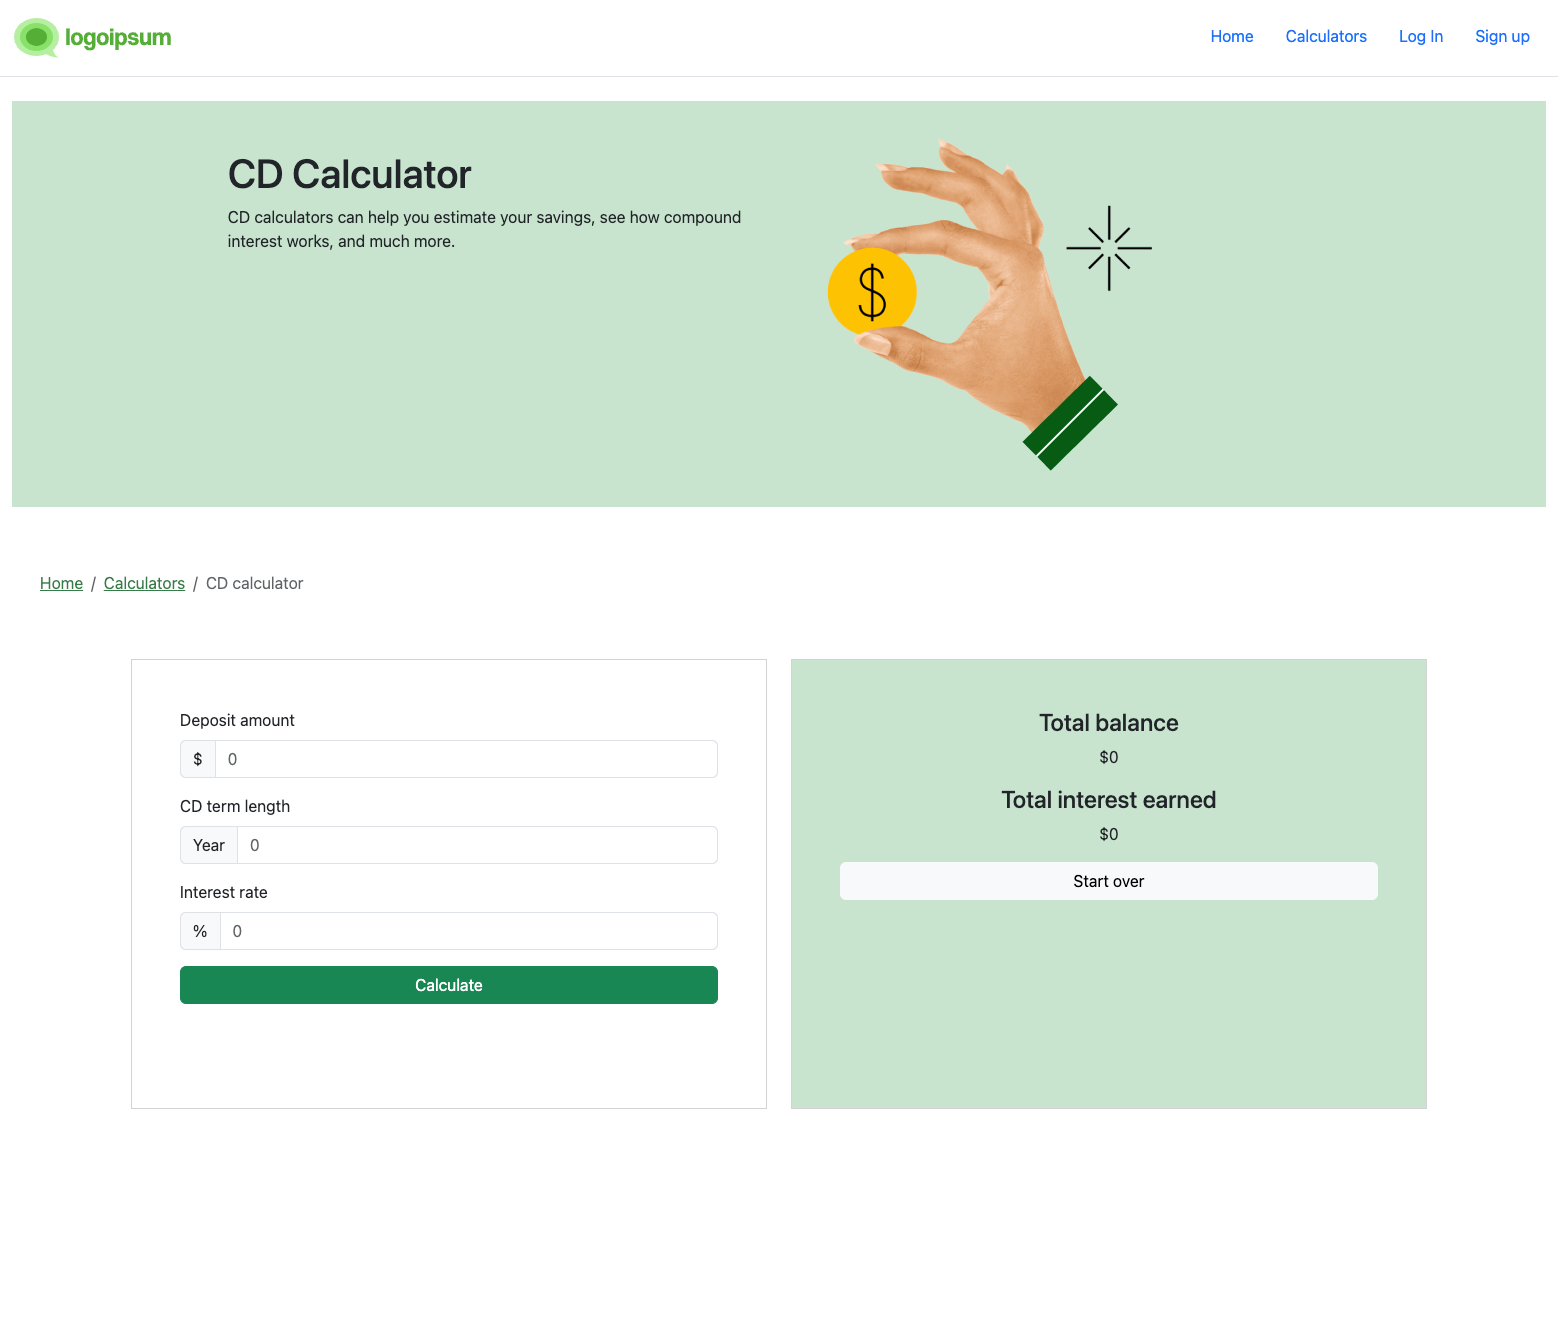 logoipsum
Home Calculators Log In Sign up
CD Calculator
CD calculators can help you estimate your savings, see how compound
interest works, and much more.
$
Home / Calculators / CD calculator
Deposit amount
$ 0
CD term length
Year 0
Interest rate
% 0
Calculate
Total balance
$0
Total interest earned
$0
Start over